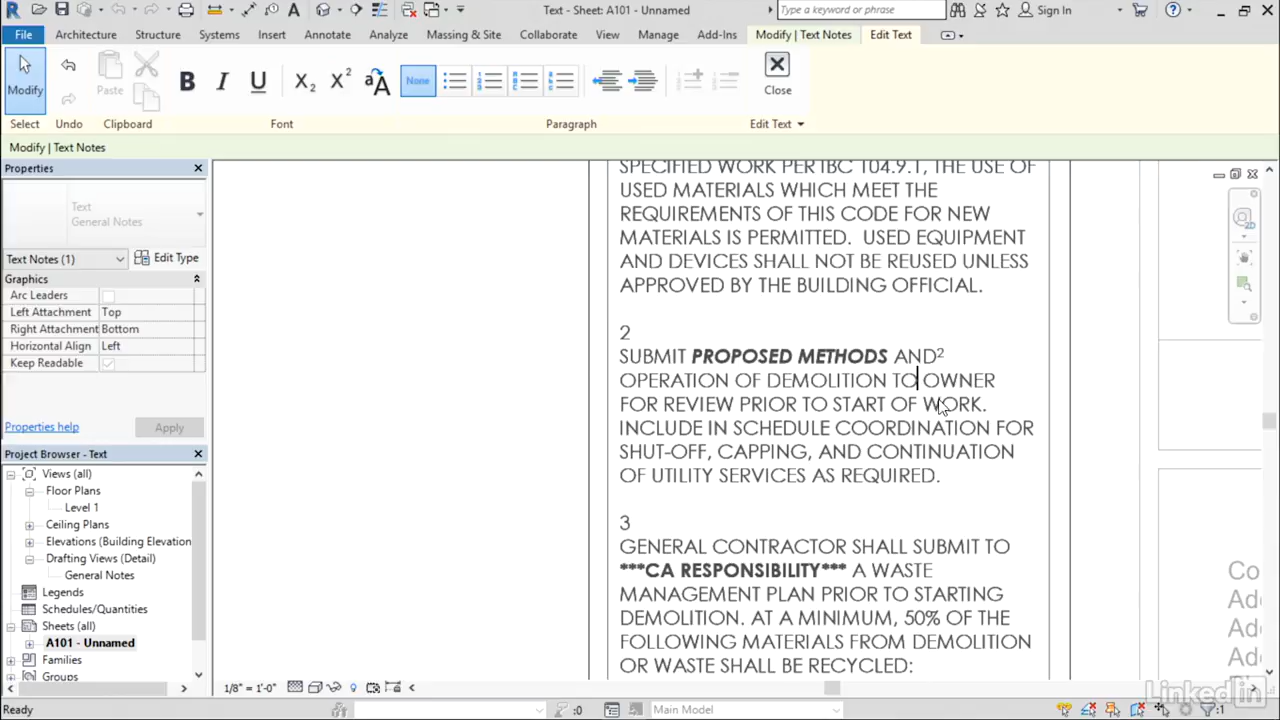 Text - Sheet: A101 - Unnamed
Type a keyword or phrase
Sign In
File
Architecture
Structure
Systems
Insert
Annotate
Analyze
Massing & Site
Collaborate
View
Manage
Add-Ins
Modify | Text Notes
Edit Text
Modify
Paste
B I U X₂ X² aA
None
Close
Select
Undo
Clipboard
Font
Paragraph
Edit Text
Modify | Text Notes
Properties
Text
General Notes
Text Notes (1)
Edit Type
Graphics
Arc Leaders
Left Attachment Top
Right Attachment Bottom
Horizontal Align Left
Keep Readable
Properties help
Apply
Project Browser - Text
Views (all)
Floor Plans
Level 1
Ceiling Plans
Elevations (Building Elevation
Drafting Views (Detail)
General Notes
Legends
Schedules/Quantities
Sheets (all)
A101 - Unnamed
Families
Groups
SPECIFIED WORK PER IBC 104.9.1, THE USE OF
USED MATERIALS WHICH MEET THE
REQUIREMENTS OF THIS CODE FOR NEW
MATERIALS IS PERMITTED. USED EQUIPMENT
AND DEVICES SHALL NOT BE REUSED UNLESS
APPROVED BY THE BUILDING OFFICIAL.
2
SUBMIT PROPOSED METHODS AND²
OPERATION OF DEMOLITION TO OWNER
FOR REVIEW PRIOR TO START OF WORK.
INCLUDE IN SCHEDULE COORDINATION FOR
SHUT-OFF, CAPPING, AND CONTINUATION
OF UTILITY SERVICES AS REQUIRED.
3
GENERAL CONTRACTOR SHALL SUBMIT TO
***CA RESPONSIBILITY*** A WASTE
MANAGEMENT PLAN PRIOR TO STARTING
DEMOLITION. AT A MINIMUM, 50% OF THE
FOLLOWING MATERIALS FROM DEMOLITION
OR WASTE SHALL BE RECYCLED:
2D
Co
Add
Add
Add
1/8" = 1'-0"
Ready
:0
Main Model
:1
LinkedIn